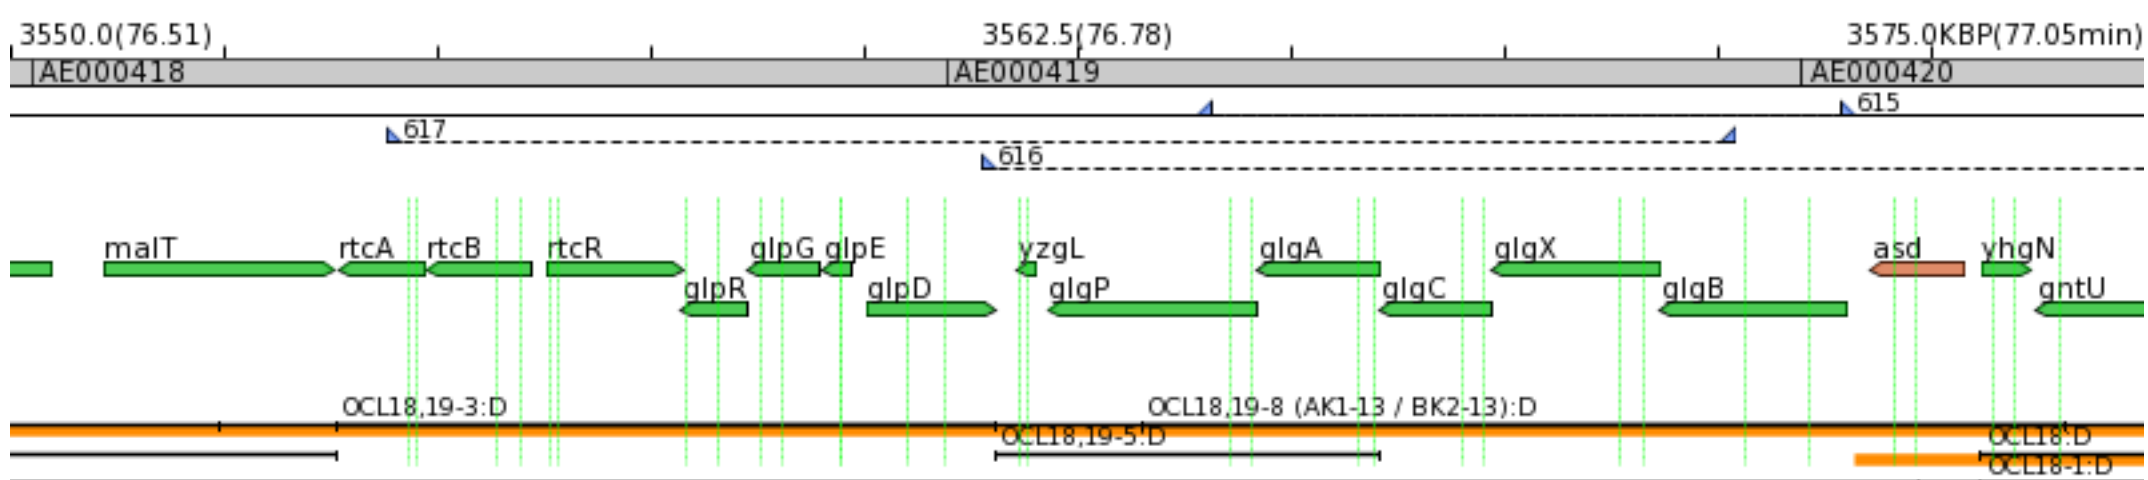 3550.0(76.51) 3562.5(76.78) 3575.0KBP(77.05min)
AE000418 AE000419 AE000420
615
617
616
malT rtcA rtcB rtcR glpG glpE yzgL glgA glgX asd yhgN
glpR glpD glgP glgC glgB gntU
OCL18,19-3:D OCL18,19-8 (AK1-13 / BK2-13):D
OCL18,19-5:D OCL18:D
OCL18-1:D